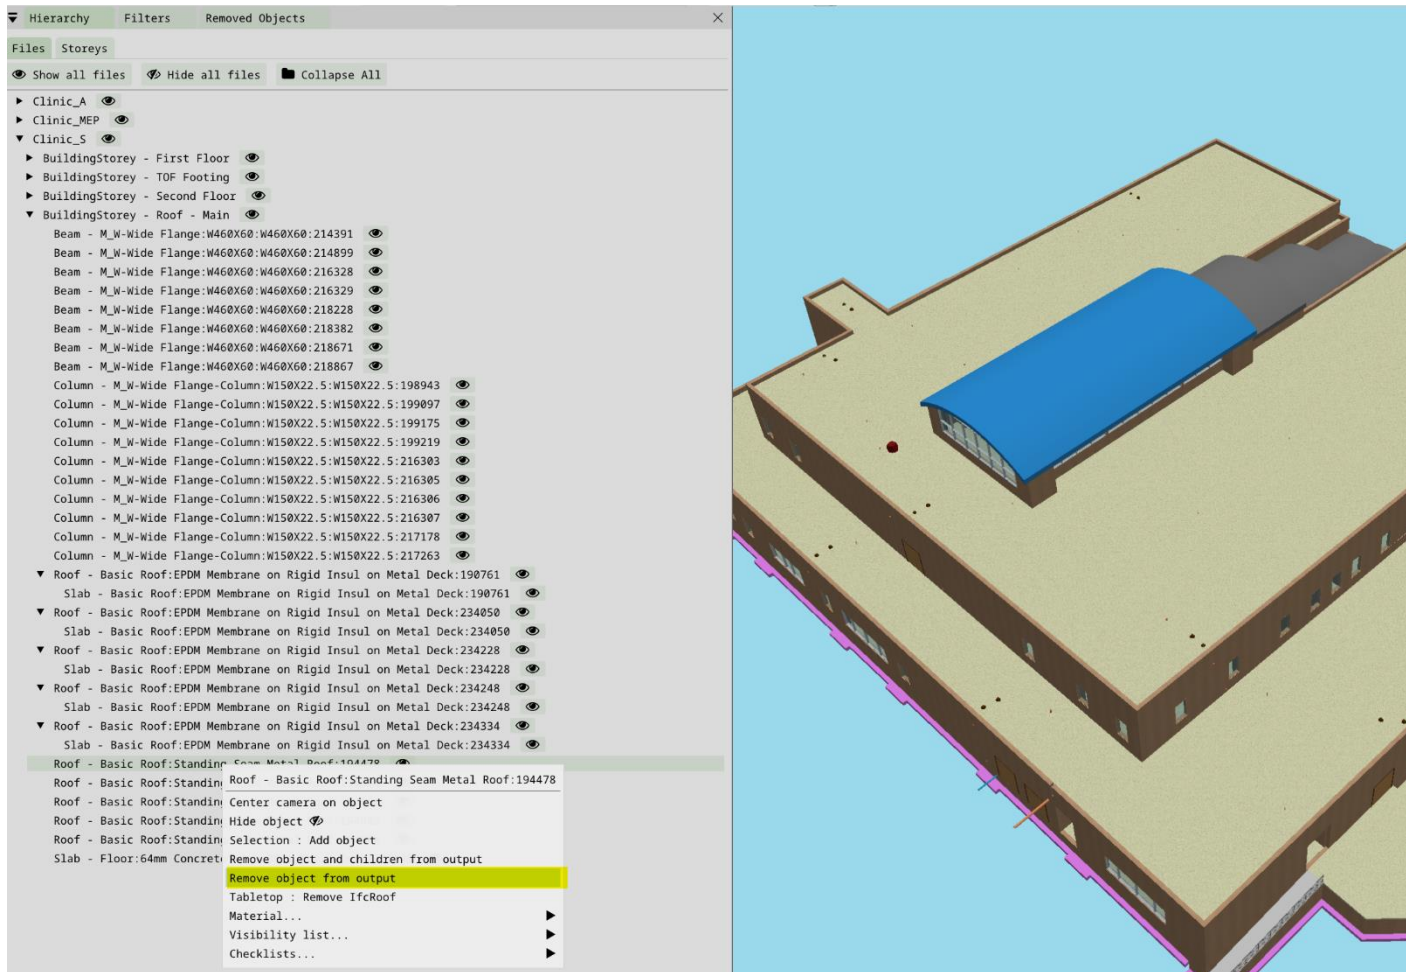 Hierarchy Filters Removed Objects
Files Storeys
Show all files Hide all files Collapse All
Clinic_A
Clinic_MEP
Clinic_S
BuildingStorey - First Floor
BuildingStorey - TOF Footing
BuildingStorey - Second Floor
BuildingStorey - Roof - Main
Beam - M_W-Wide Flange:W460X60:W460X60:214391
Beam - M_W-Wide Flange:W460X60:W460X60:214899
Beam - M_W-Wide Flange:W460X60:W460X60:216328
Beam - M_W-Wide Flange:W460X60:W460X60:216329
Beam - M_W-Wide Flange:W460X60:W460X60:218228
Beam - M_W-Wide Flange:W460X60:W460X60:218382
Beam - M_W-Wide Flange:W460X60:W460X60:218671
Beam - M_W-Wide Flange:W460X60:W460X60:218867
Column - M_W-Wide Flange-Column:W150X22.5:W150X22.5:198943
Column - M_W-Wide Flange-Column:W150X22.5:W150X22.5:199097
Column - M_W-Wide Flange-Column:W150X22.5:W150X22.5:199175
Column - M_W-Wide Flange-Column:W150X22.5:W150X22.5:199219
Column - M_W-Wide Flange-Column:W150X22.5:W150X22.5:216303
Column - M_W-Wide Flange-Column:W150X22.5:W150X22.5:216305
Column - M_W-Wide Flange-Column:W150X22.5:W150X22.5:216306
Column - M_W-Wide Flange-Column:W150X22.5:W150X22.5:216307
Column - M_W-Wide Flange-Column:W150X22.5:W150X22.5:217178
Column - M_W-Wide Flange-Column:W150X22.5:W150X22.5:217263
Roof - Basic Roof:EPDM Membrane on Rigid Insul on Metal Deck:190761
Slab - Basic Roof:EPDM Membrane on Rigid Insul on Metal Deck:190761
Roof - Basic Roof:EPDM Membrane on Rigid Insul on Metal Deck:234050
Slab - Basic Roof:EPDM Membrane on Rigid Insul on Metal Deck:234050
Roof - Basic Roof:EPDM Membrane on Rigid Insul on Metal Deck:234228
Slab - Basic Roof:EPDM Membrane on Rigid Insul on Metal Deck:234228
Roof - Basic Roof:EPDM Membrane on Rigid Insul on Metal Deck:234248
Slab - Basic Roof:EPDM Membrane on Rigid Insul on Metal Deck:234248
Roof - Basic Roof:EPDM Membrane on Rigid Insul on Metal Deck:234334
Slab - Basic Roof:EPDM Membrane on Rigid Insul on Metal Deck:234334
Roof - Basic Roof:Standing Seam Metal Roof:194478
Roof - Basic Roof:Standing
Roof - Basic Roof:Standing
Roof - Basic Roof:Standing
Roof - Basic Roof:Standing
Slab - Floor:64mm Concret
Roof - Basic Roof:Standing Seam Metal Roof:194478
Center camera on object
Hide object
Selection : Add object
Remove object and children from output
Remove object from output
Tabletop : Remove IfcRoof
Material...
Visibility list...
Checklists...